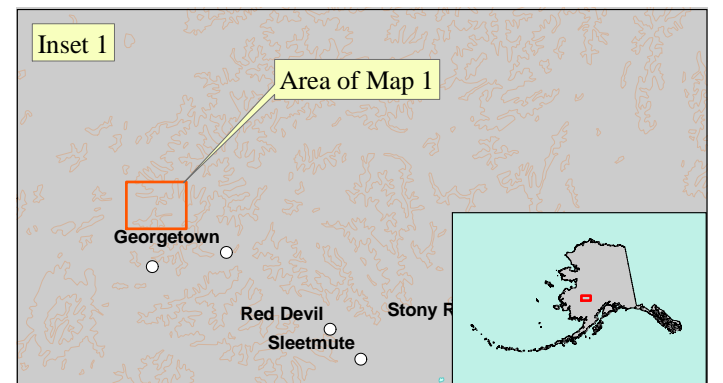 Inset 1
Area of Map 1
Georgetown
Red Devil
Stony R
Sleetmute